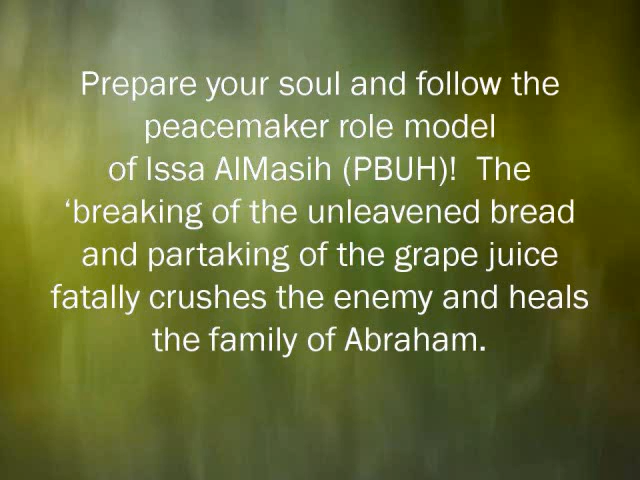 Prepare your soul and follow the
peacemaker role model
of Issa AlMasih (PBUH)!  The
‘breaking of the unleavened bread
and partaking of the grape juice
fatally crushes the enemy and heals
the family of Abraham.